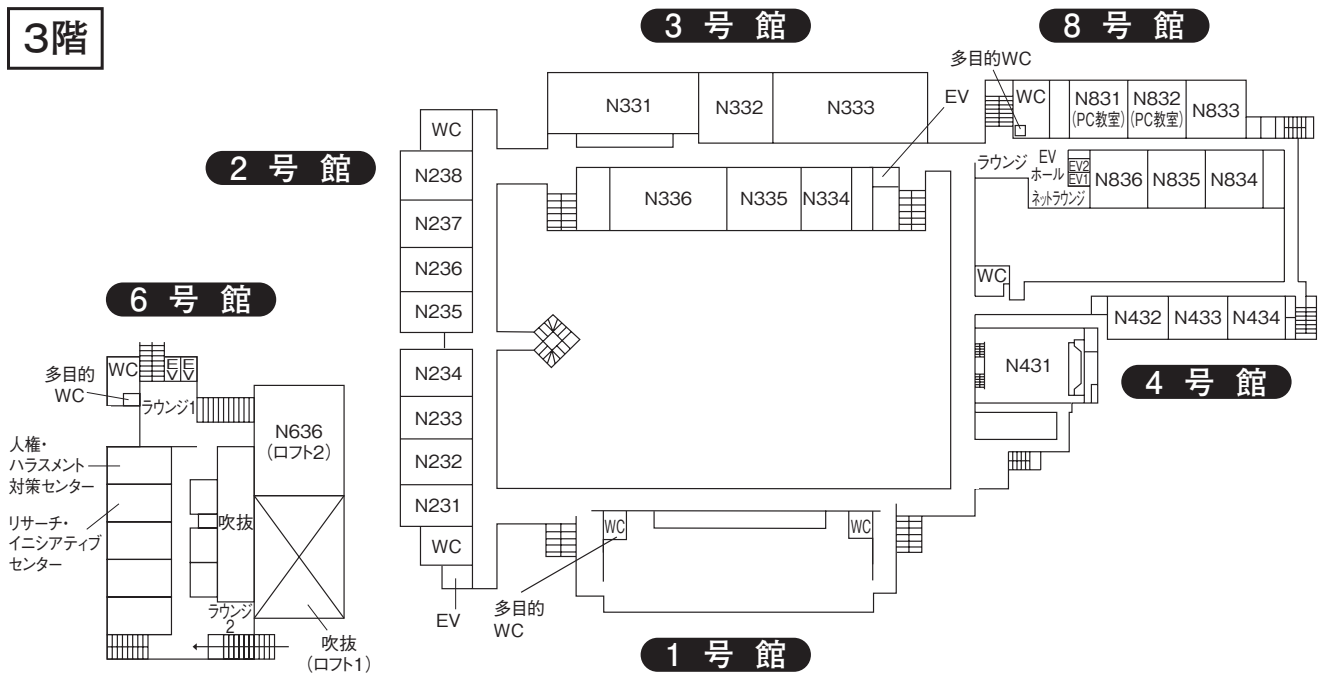 3階
3 号 館
8 号 館
多目的WC
EV
N331
N332
N333
WC
N831
(PC教室)
N832
(PC教室)
N833
WC
2 号 館
N238
N237
N236
N235
N336
N335
N334
ラウンジ
EV
ホール
EV2
EV1
ネットラウンジ
N836
N835
N834
WC
6 号 館
N432
N433
N434
N431
4 号 館
WC
EV
EV
多目的
WC
ラウンジ1
N636
(ロフト2)
人権・
ハラスメント
対策センター
リサーチ・
イニシアティブ
センター
吹抜
ラウンジ
2
吹抜
(ロフト1)
N234
N233
N232
N231
WC
EV
WC
WC
多目的
WC
1 号 館